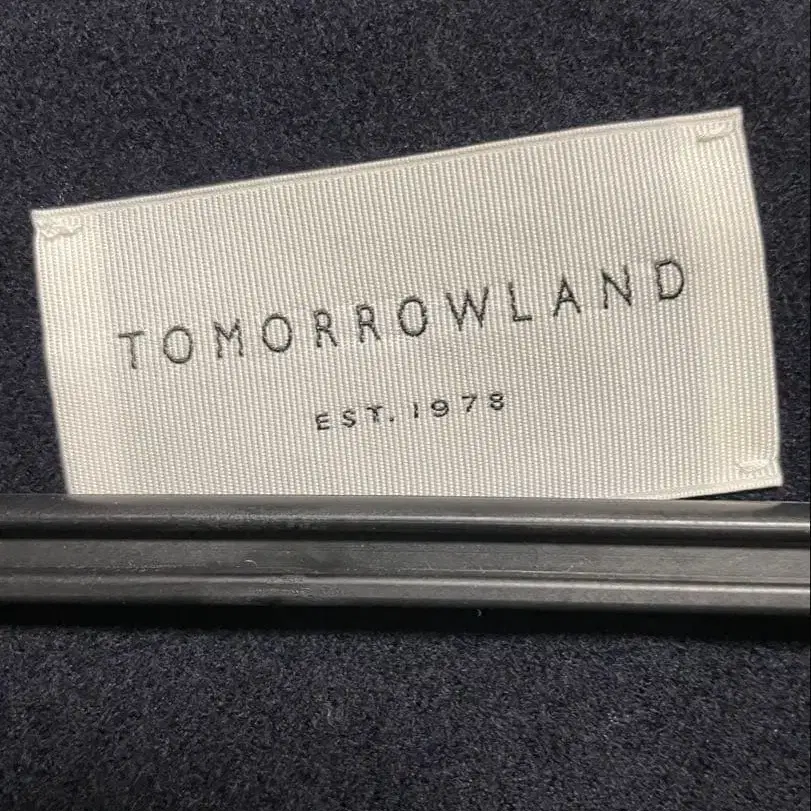 TOMORROWLAND
EST. 1978